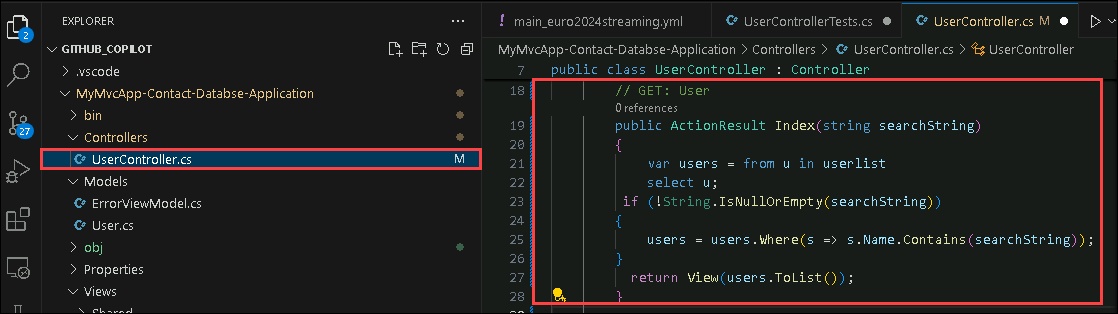 2
27
EXPLORER
GITHUB_COPILOT
.vscode
MyMvcApp-Contact-Databse-Application
bin
Controllers
UserController.cs M
Models
ErrorViewModel.cs
User.cs
obj
Properties
Views
Shared
main_euro2024streaming.yml
UserControllerTests.cs
UserController.cs M
MyMvcApp-Contact-Databse-Application > Controllers > UserController.cs > UserController
7 public class UserController : Controller
18 // GET: User
0 references
19 public ActionResult Index(string searchString)
20 {
21 var users = from u in userlist
22 select u;
23 if (!String.IsNullOrEmpty(searchString))
24 {
25 users = users.Where(s => s.Name.Contains(searchString));
26 }
27 return View(users.ToList());
28 }